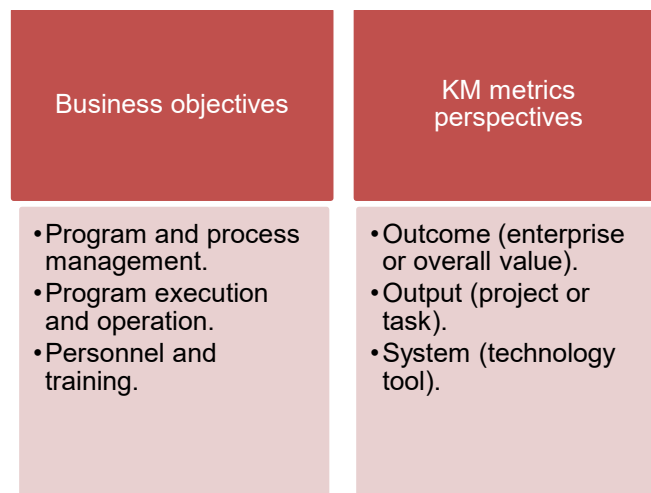 Business objectives
KM metrics
perspectives
•Program and process
management.
•Program execution
and operation.
•Personnel and
training.
•Outcome (enterprise
or overall value).
•Output (project or
task).
•System (technology
tool).